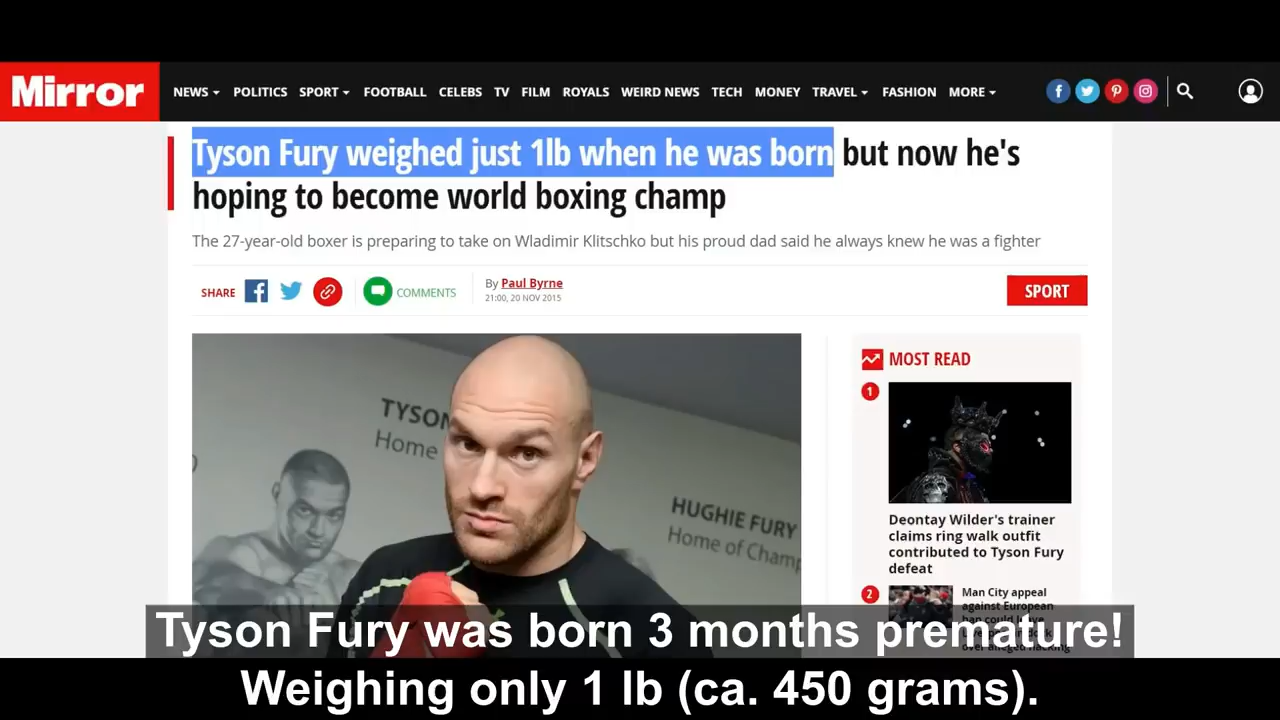 Mirror
NEWS POLITICS SPORT FOOTBALL CELEBS TV FILM ROYALS WEIRD NEWS TECH MONEY TRAVEL FASHION MORE
Tyson Fury weighed just 1lb when he was born but now he's
hoping to become world boxing champ
The 27-year-old boxer is preparing to take on Wladimir Klitschko but his proud dad said he always knew he was a fighter
SHARE
COMMENTS
By Paul Byrne
21:00, 20 NOV 2015
SPORT
TYSON
Home
HUGHIE FURY
Home of Champ
MOST READ
1
Deontay Wilder's trainer
claims ring walk outfit
contributed to Tyson Fury
defeat
2
Man City appeal
against European
Tyson Fury was born 3 months premature!
Weighing only 1 lb (ca. 450 grams).